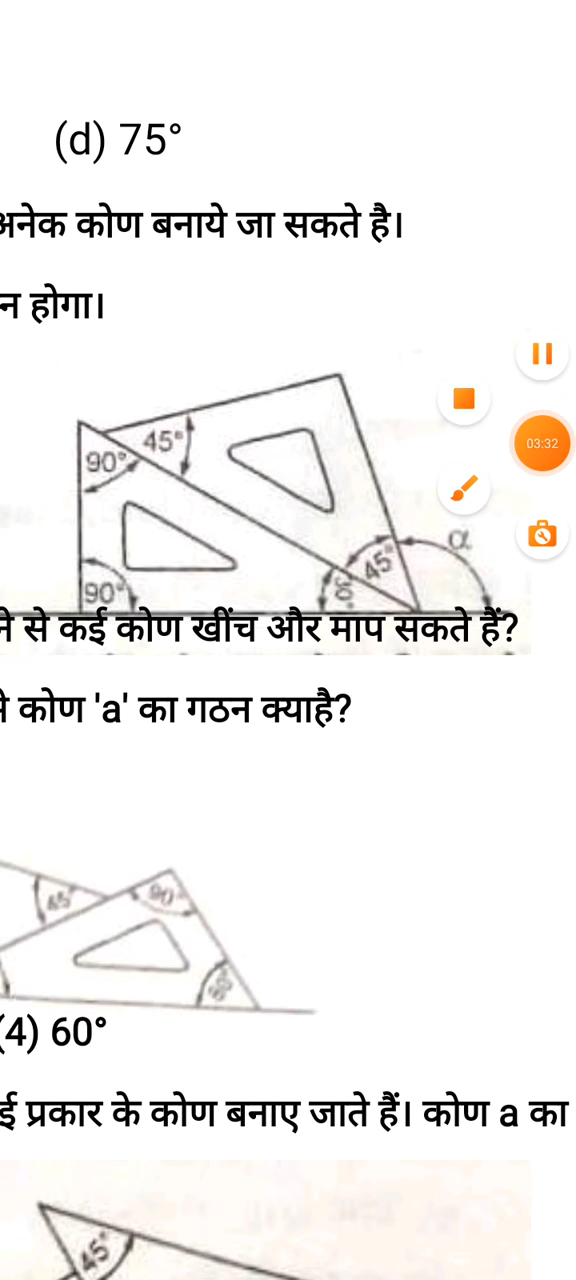 (d) 75°
अनेक कोण बनाये जा सकते है।
न होगा।
03:32
45°
90°
α
45°
90°
30°
ने से कई कोण खींच और माप सकते हैं?
कोण 'a' का गठन क्याहै?
45°
90°
60°
(4) 60°
ई प्रकार के कोण बनाए जाते हैं। कोण a का
45°